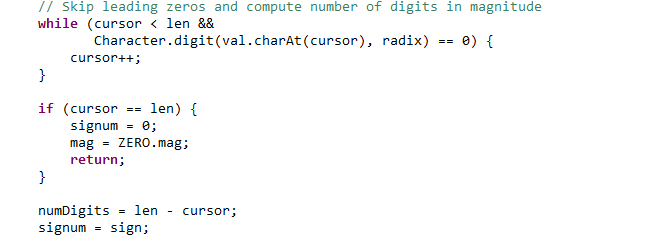 // Skip leading zeros and compute number of digits in magnitude
while (cursor < len &&
Character.digit(val.charAt(cursor), radix) == 0) {
cursor++;
}
if (cursor == len) {
signum = 0;
mag = ZERO.mag;
return;
}
numDigits = len - cursor;
signum = sign;